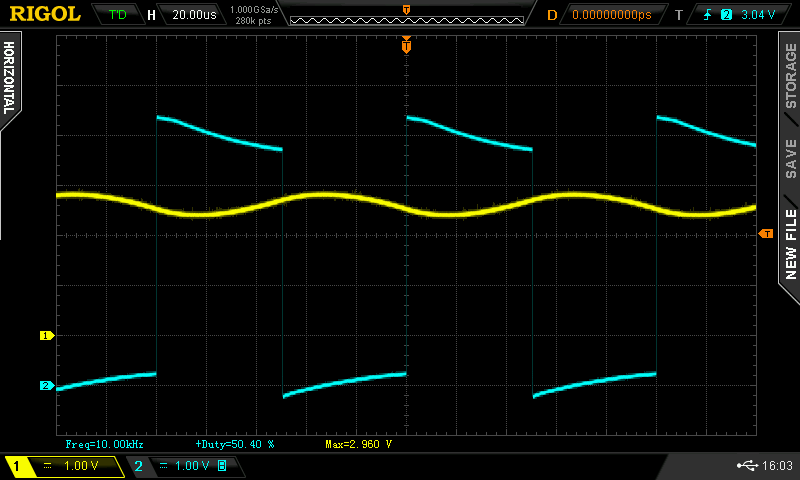 RIGOL T'D H 20.00us 1.000GSa/s 280k pts D 0.00000000ps T 2 3.04 V
T
HORIZONTAL
STORAGE
SAVE
NEW FILE
T
1
2
Freq=10.00kHz +Duty=50.40 % Max=2.960 V
1 1.00 V 2 1.00 V B 16:03